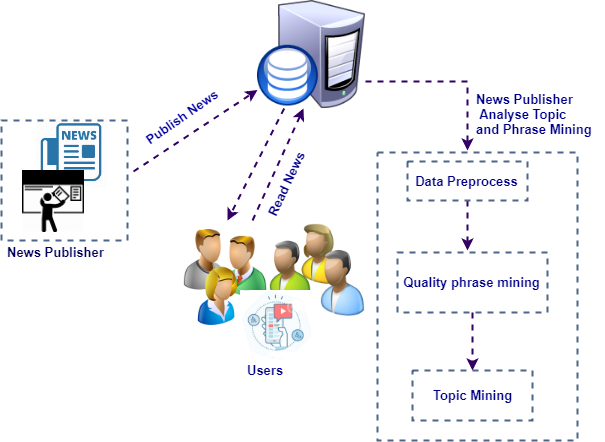 Publish News
News Publisher
Analyse Topic
and Phrase Mining
NEWS
Read News
Data Preprocess
News Publisher
Quality phrase mining
Users
Topic Mining